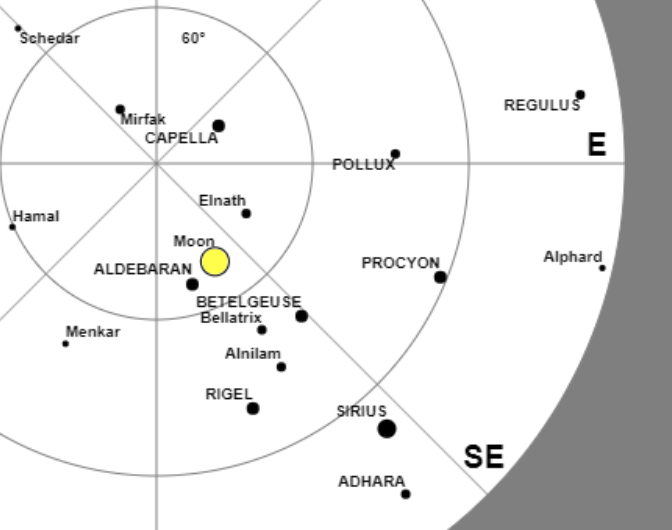 Schedar
60°
Mirfak
CAPELLA
REGULUS
E
POLLUX
Elnath
Hamal
Moon
Alphard
PROCYON
ALDEBARAN
BETELGEUSE
Bellatrix
Menkar
Alnilam
RIGEL
SIRIUS
SE
ADHARA